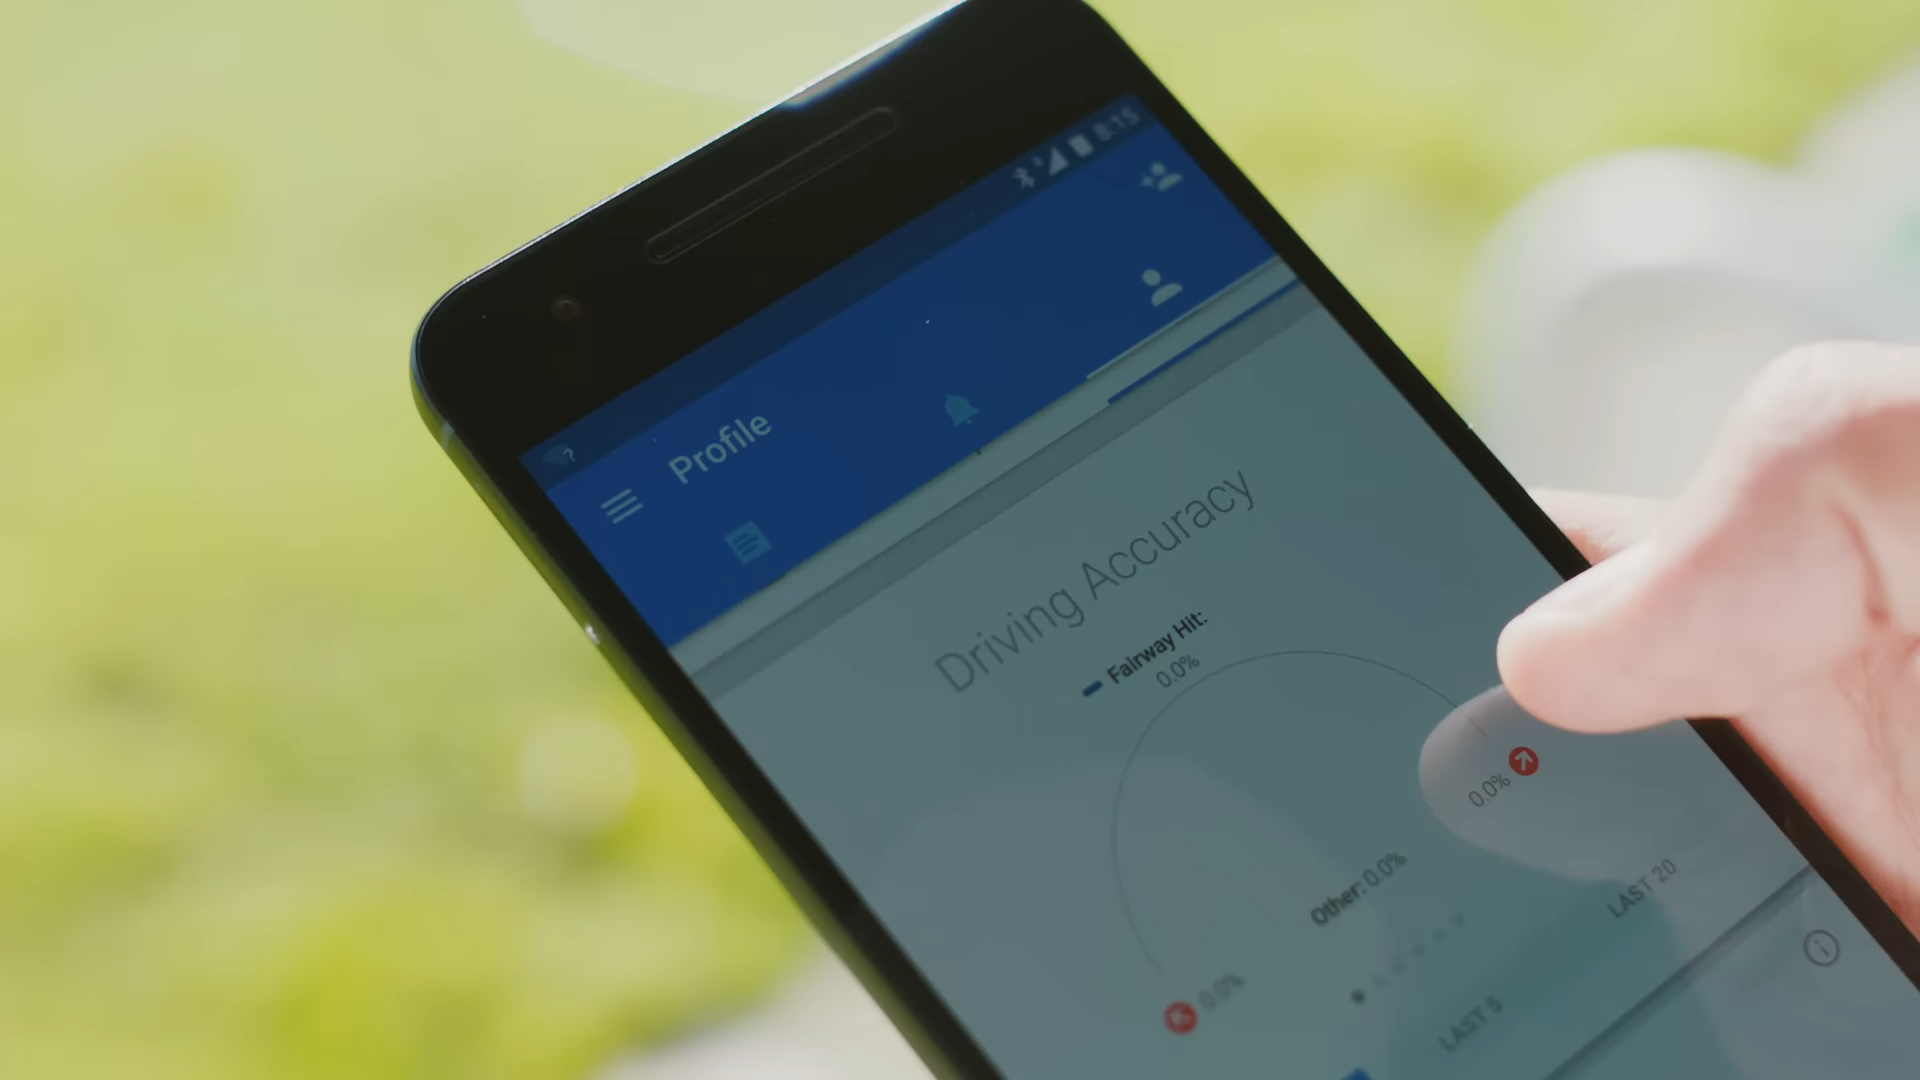 8:15
Profile
Driving Accuracy
Fairway Hit:
0.0%
0.0%
Other: 0.0%
0.0%
LAST 5
LAST 20